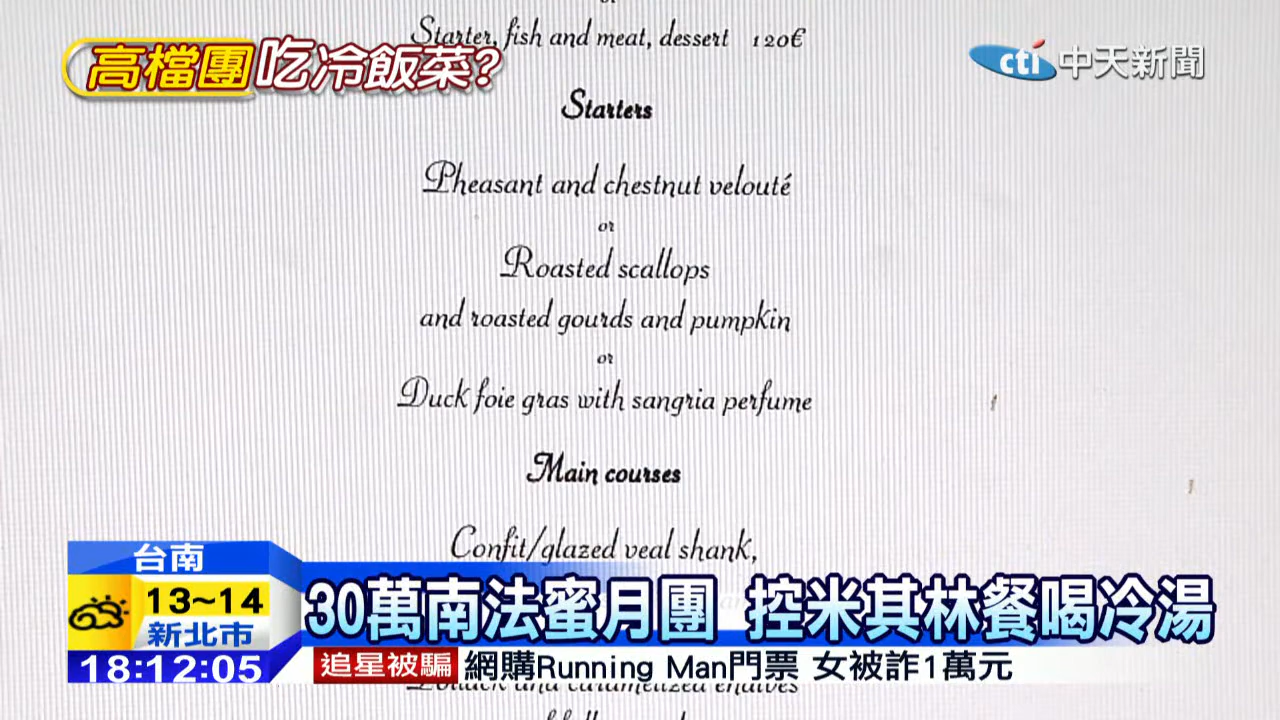 Starter, fish and meat, dessert 120€
高檔團吃冷飯菜?
cti 中天新聞
Starters
Pheasant and chestnut velouté
or
Roasted scallops
and roasted gourds and pumpkin
or
Duck foie gras with sangria perfume
Main courses
Confit/glazed veal shank,
台南
13~14
新北市
18:12:05
30萬南法蜜月團 控米其林餐喝冷湯
追星被騙 網購Running Man門票 女被詐1萬元